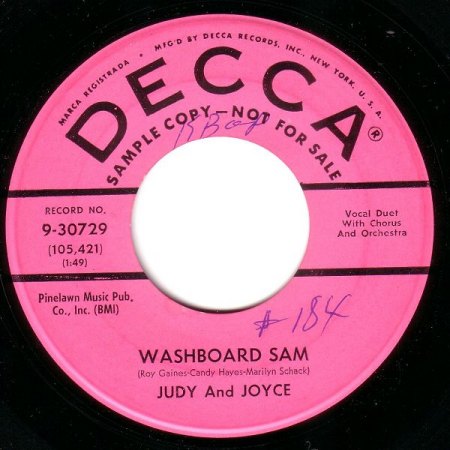 MARCA REGISTRADA • MFG'D BY DECCA RECORDS, INC., NEW YORK, U. S. A.
DECCA®
SAMPLE COPY—NOT FOR SALE
RECORD NO.
9-30729
(105,421)
(1:49)
Vocal Duet
With Chorus
And Orchestra
Pinelawn Music Pub.
Co., Inc. (BMI)
# 184
WASHBOARD SAM
(Roy Gaines-Candy Hayes-Marilyn Schack)
JUDY And JOYCE